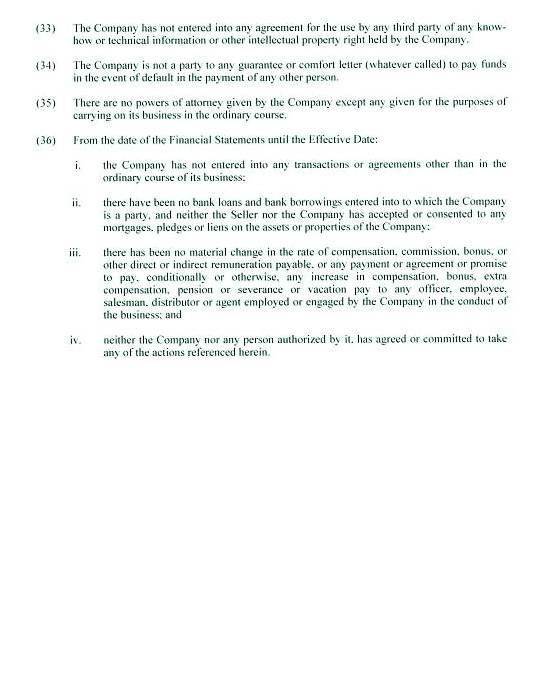 (33) The Company has not entered into any agreement for the use by any third party of any know-
how or technical information or other intellectual property right held by the Company.
(34) The Company is not a party to any guarantee or comfort letter (whatever called) to pay funds
in the event of default in the payment of any other person.
(35) There are no powers of attorney given by the Company except any given for the purposes of
carrying on its business in the ordinary course.
(36) From the date of the Financial Statements until the Effective Date:
i. the Company has not entered into any transactions or agreements other than in the
ordinary course of its business;
ii. there have been no bank loans and bank borrowings entered into to which the Company
is a party, and neither the Seller nor the Company has accepted or consented to any
mortgages, pledges or liens on the assets or properties of the Company;
iii. there has been no material change in the rate of compensation, commission, bonus, or
other direct or indirect remuneration payable, or any payment or agreement or promise
to pay, conditionally or otherwise, any increase in compensation, bonus, extra
compensation, pension or severance or vacation pay to any officer, employee,
salesman, distributor or agent employed or engaged by the Company in the conduct of
the business; and
iv. neither the Company nor any person authorized by it, has agreed or committed to take
any of the actions referenced herein.